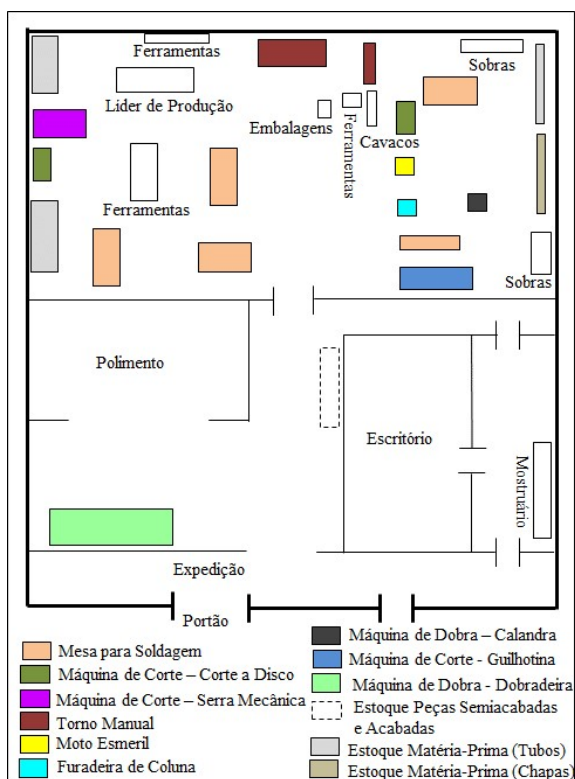 Ferramentas
Sobras
Líder de Produção
Embalagens
Ferramentas
Cavacos
Ferramentas
Sobras
Polimento
Escritório
Mostruário
Expedição
Portão
Mesa para Soldagem
Máquina de Corte – Corte a Disco
Máquina de Corte – Serra Mecânica
Torno Manual
Moto Esmeril
Furadeira de Coluna
Máquina de Dobra – Calandra
Máquina de Corte - Guilhotina
Máquina de Dobra - Dobradeira
Estoque Peças Semiacabadas
e Acabadas
Estoque Matéria-Prima (Tubos)
Estoque Matéria-Prima (Chapas)